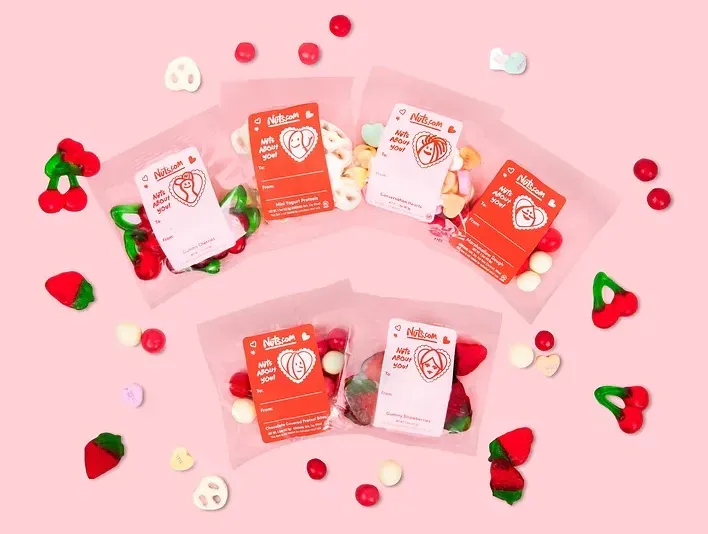 Nuts.com
NUTS
ABOUT
YOU!
To:
From:
Gummy Cherries
Nuts.com
NUTS
ABOUT
YOU!
To:
From:
Mini Yogurt Pretzels
Nuts.com
NUTS
ABOUT
YOU!
To:
From:
Conversation Hearts
Nuts.com
NUTS
ABOUT
YOU!
To:
From:
Nuts.com
NUTS
ABOUT
YOU!
To:
From:
Chocolate Covered Pretzel Bites
Nuts.com
NUTS
ABOUT
YOU!
To:
From:
Gummy Strawberries